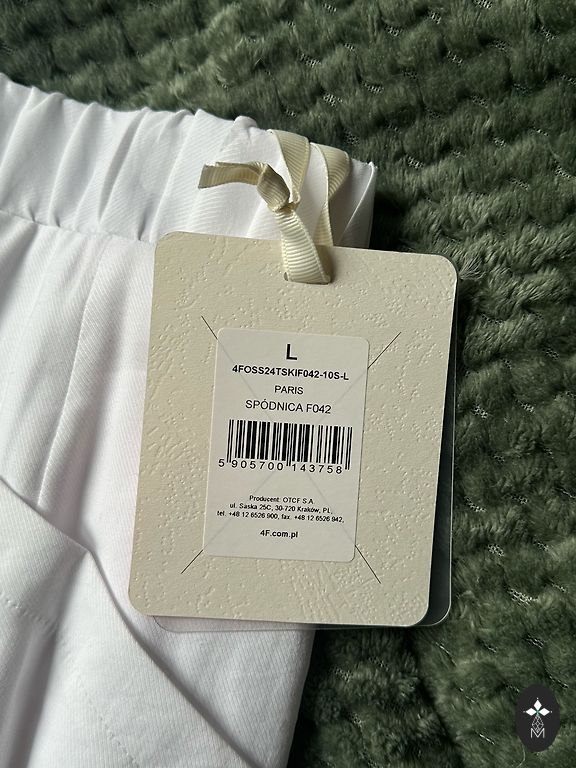 L
4FOSS24TSKIF042-10S-L
PARIS
SPÓDNICA F042
5 905700 143758
Producent: OTCF S.A.
ul. Saska 25C, 30-720 Kraków, PL,
tel. +48 12 6526 900, fax. +48 12 6526 942,
4F.com.pl
M